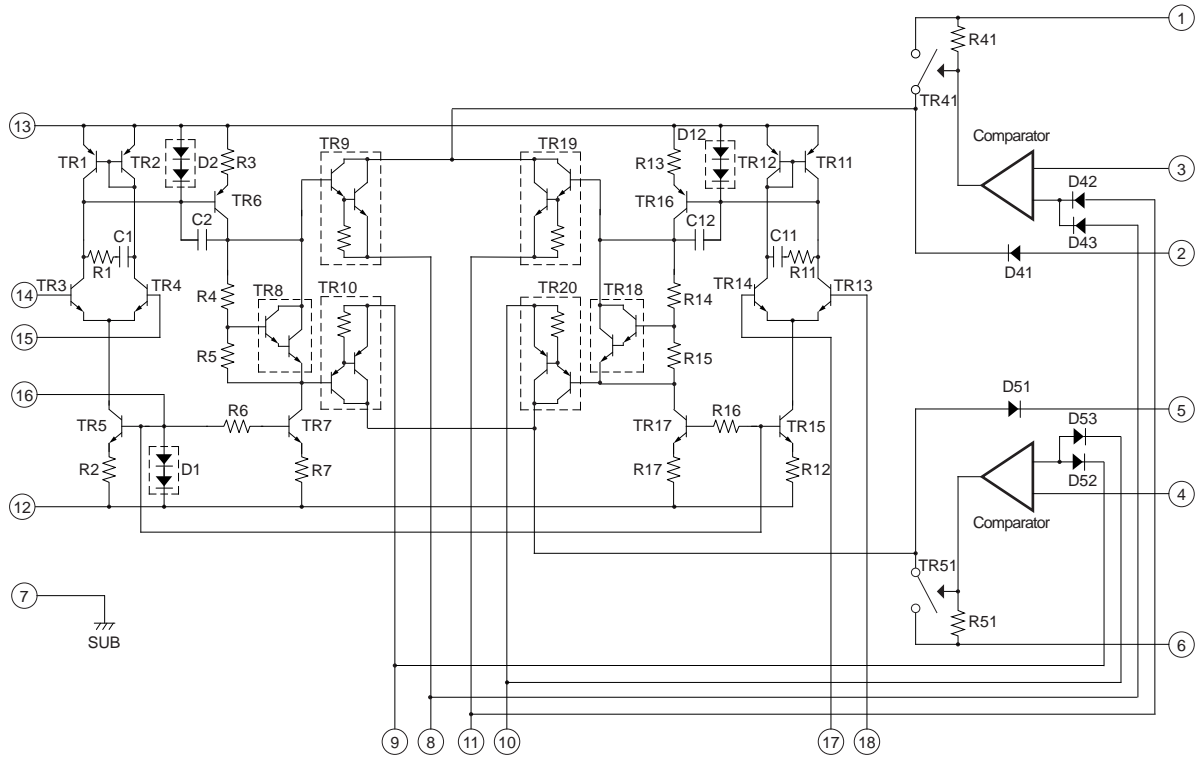 1
R41
TR41
Comparator
3
D42
D43
2
D41
13
TR1
TR2
D2
R3
TR6
C2
TR9
TR19
D12
R13
TR12
TR11
TR16
C12
R1
C1
C11
R11
TR3
TR4
14
15
R4
TR8
TR10
TR20
TR18
R14
TR14
TR13
R5
R15
16
TR5
R6
TR7
TR17
R16
TR15
R2
D1
R7
R17
R12
12
D51
5
D53
D52
4
Comparator
TR51
R51
7
SUB
6
9
8
11
10
17
18